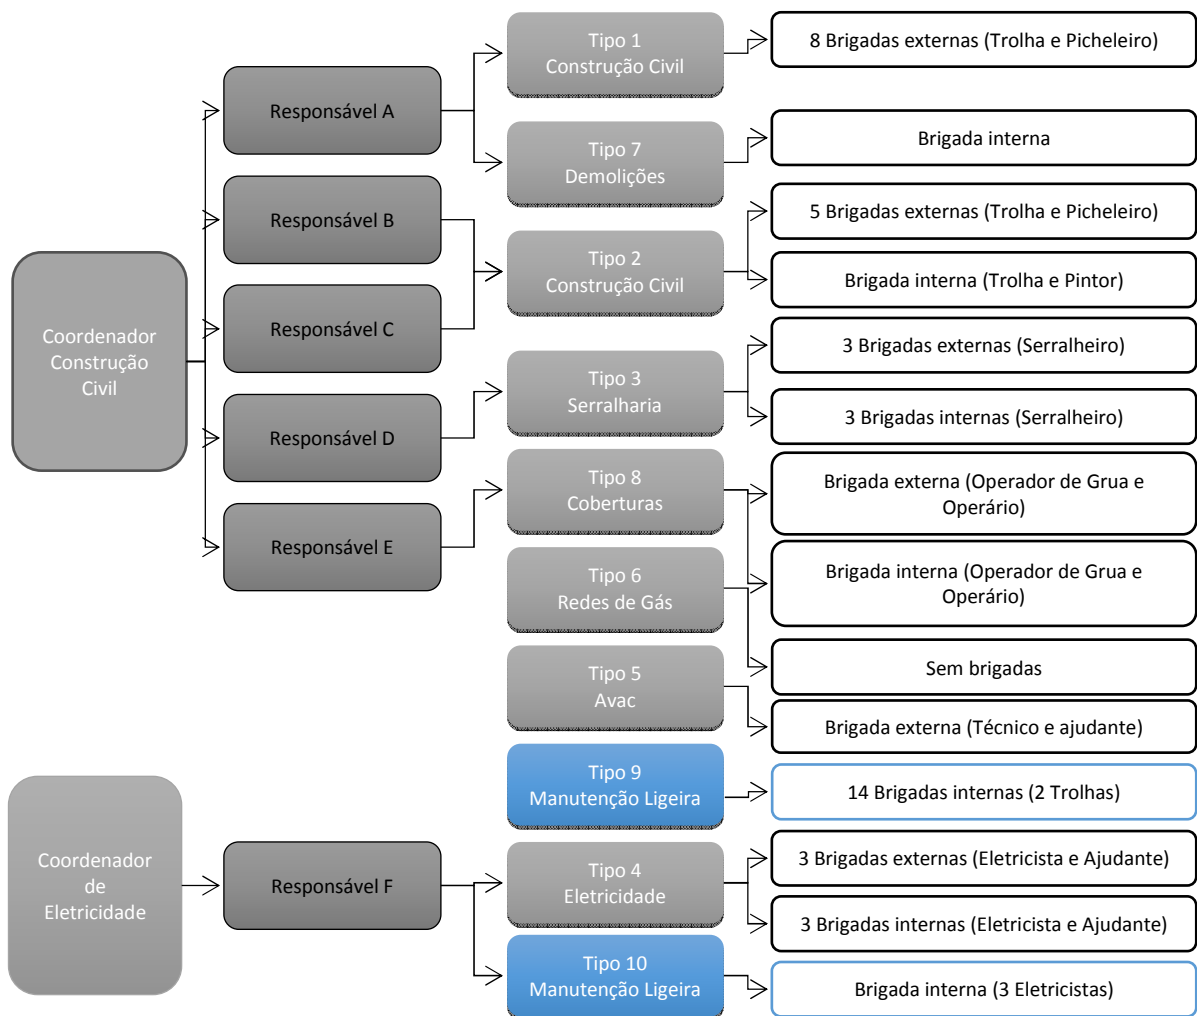 Coordenador
Construção
Civil
Coordenador
de
Eletricidade
Responsável A
Responsável B
Responsável C
Responsável D
Responsável E
Responsável F
Tipo 1
Construção Civil
Tipo 7
Demolições
Tipo 2
Construção Civil
Tipo 3
Serralharia
Tipo 8
Coberturas
Tipo 6
Redes de Gás
Tipo 5
Avac
Tipo 9
Manutenção Ligeira
Tipo 4
Eletricidade
Tipo 10
Manutenção Ligeira
8 Brigadas externas (Trolha e Picheleiro)
Brigada interna
5 Brigadas externas (Trolha e Picheleiro)
Brigada interna (Trolha e Pintor)
3 Brigadas externas (Serralheiro)
3 Brigadas internas (Serralheiro)
Brigada externa (Operador de Grua e
Operário)
Brigada interna (Operador de Grua e
Operário)
Sem brigadas
Brigada externa (Técnico e ajudante)
14 Brigadas internas (2 Trolhas)
3 Brigadas externas (Eletricista e Ajudante)
3 Brigadas internas (Eletricista e Ajudante)
Brigada interna (3 Eletricistas)